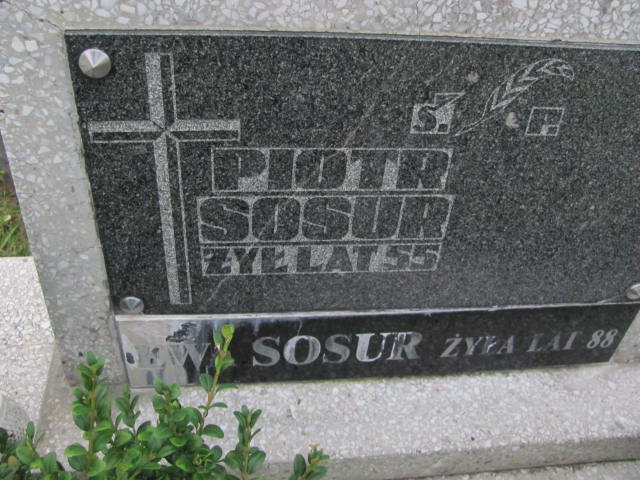 Ś. P.
PIOTR
SOSUR
ŻYŁ LAT 55
SOSUR ŻYŁA LAT 88